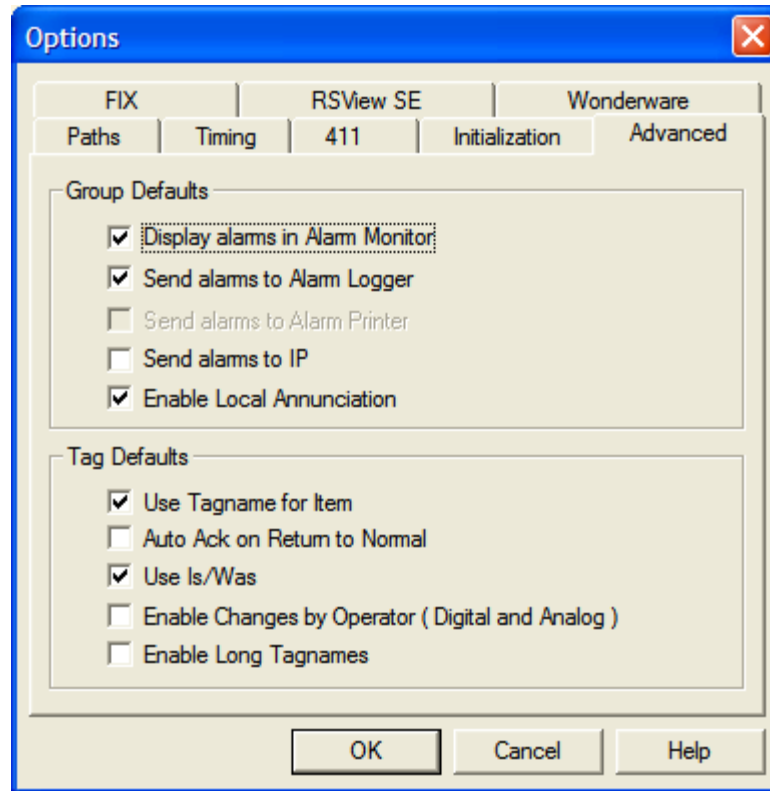 Options
FIX RSView SE Wonderware
Paths Timing 411 Initialization Advanced
Group Defaults
Display alarms in Alarm Monitor
Send alarms to Alarm Logger
Send alarms to Alarm Printer
Send alarms to IP
Enable Local Annunciation
Tag Defaults
Use Tagname for Item
Auto Ack on Return to Normal
Use Is/Was
Enable Changes by Operator ( Digital and Analog )
Enable Long Tagnames
OK Cancel Help